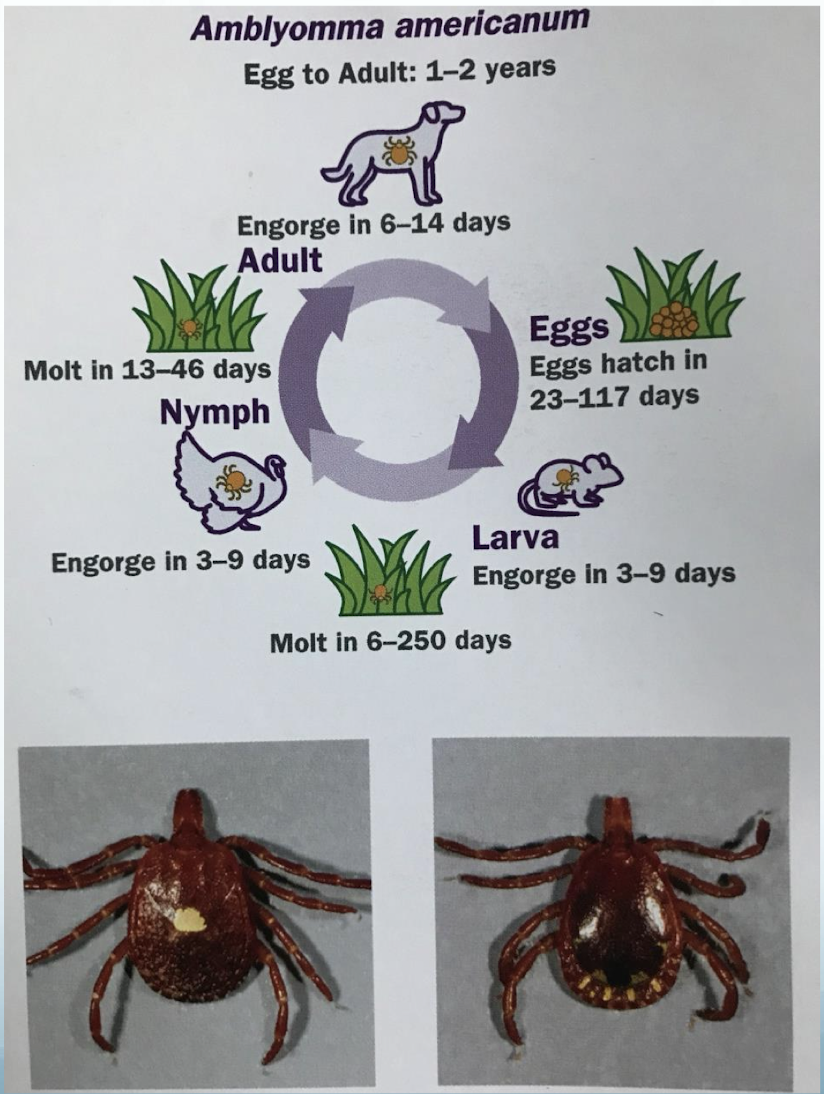 Amblyomma americanum
Egg to Adult: 1–2 years
Engorge in 6–14 days
Adult
Eggs
Eggs hatch in
23–117 days
Molt in 13–46 days
Nymph
Larva
Engorge in 3–9 days
Engorge in 3–9 days
Molt in 6–250 days